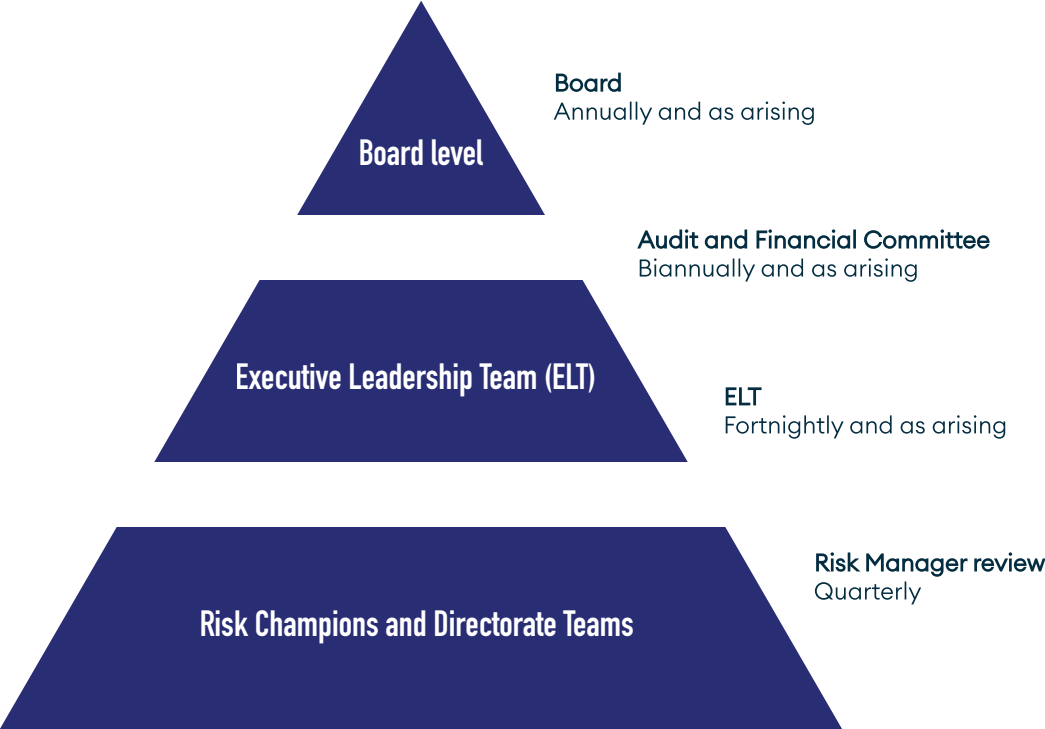 Board
Annually and as arising
Board level
Audit and Financial Committee
Biannually and as arising
Executive Leadership Team (ELT)
ELT
Fortnightly and as arising
Risk Manager review
Quarterly
Risk Champions and Directorate Teams